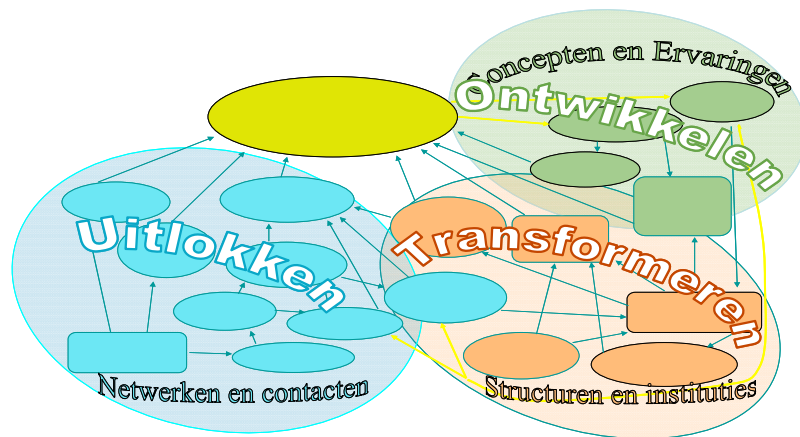 Concepten en Ervaringen
Ontwikkelen
Uitlokken
Transformeren
Netwerken en contacten
Structuren en instituties